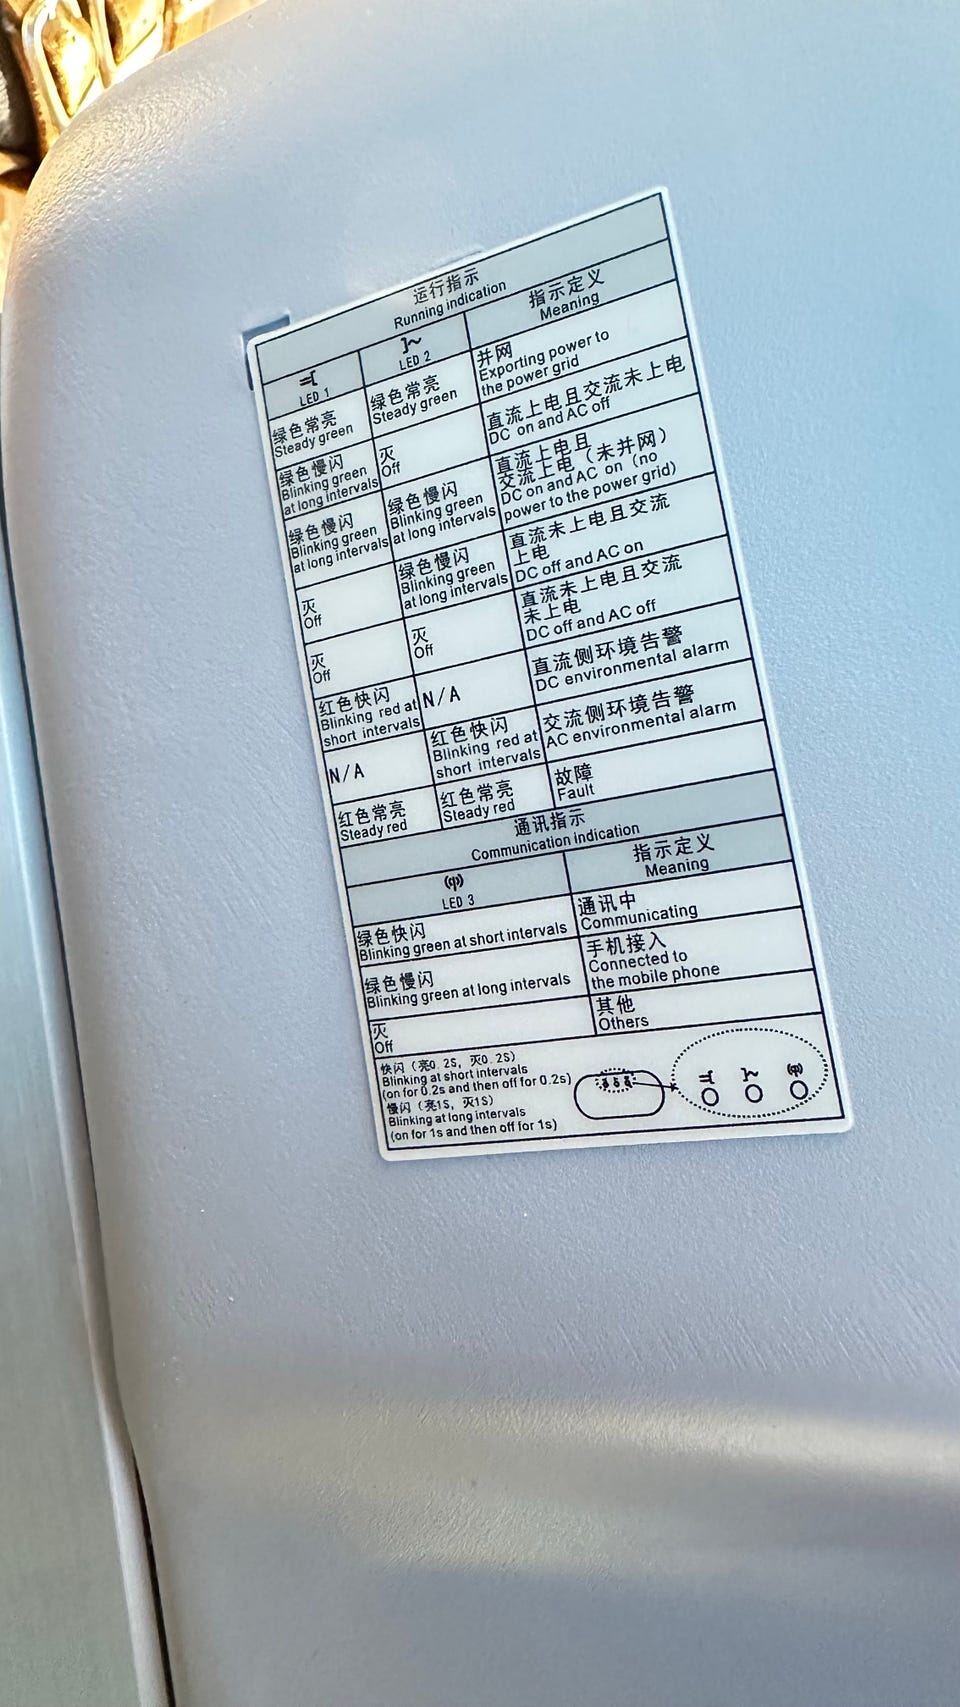 运行指示
Running indication
LED 1
LED 2
指示定义
Meaning
绿色常亮
Steady green
绿色常亮
Steady green
并网
Exporting power to
the power grid
绿色慢闪
Blinking green
at long intervals
灭
Off
直流上电且交流未上电
DC on and AC off
绿色慢闪
Blinking green
at long intervals
绿色慢闪
Blinking green
at long intervals
直流上电且
交流上电（未并网）
DC on and AC on (no
power to the power grid)
灭
Off
绿色慢闪
Blinking green
at long intervals
直流未上电且交流
上电
DC off and AC on
灭
Off
灭
Off
直流未上电且交流
未上电
DC off and AC off
红色快闪
Blinking red at
short intervals
N/A
直流侧环境告警
DC environmental alarm
N/A
红色快闪
Blinking red at
short intervals
交流侧环境告警
AC environmental alarm
红色常亮
Steady red
红色常亮
Steady red
故障
Fault
通讯指示
Communication indication
LED 3
指示定义
Meaning
绿色快闪
Blinking green at short intervals
通讯中
Communicating
绿色慢闪
Blinking green at long intervals
手机接入
Connected to
the mobile phone
灭
Off
其他
Others
快闪（亮0.2S，灭0.2S）
Blinking at short intervals
(on for 0.2s and then off for 0.2s)
慢闪（亮1S，灭1S）
Blinking at long intervals
(on for 1s and then off for 1s)